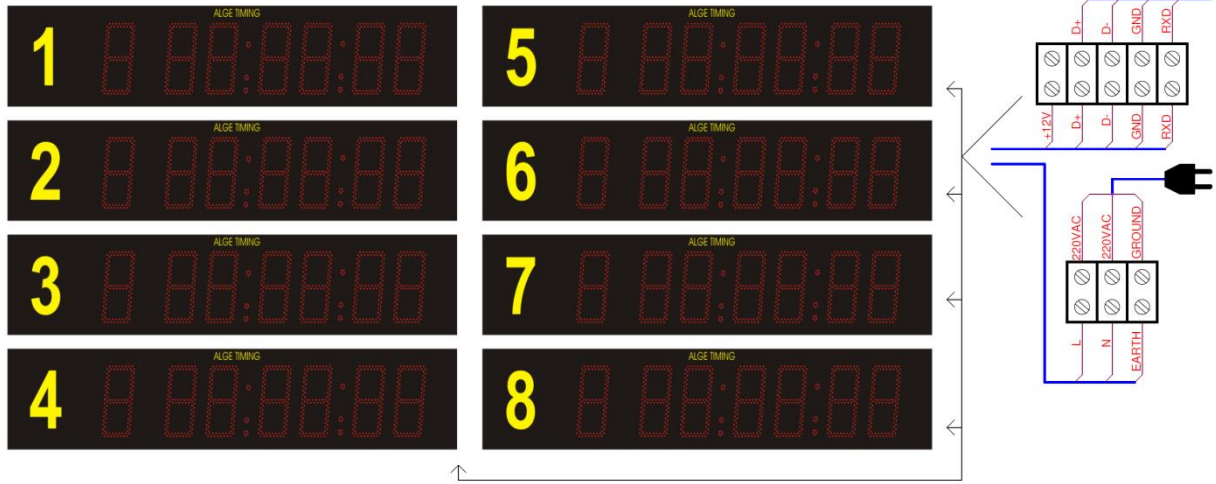 ALGE TIMING
1
ALGE TIMING
2
ALGE TIMING
3
ALGE TIMING
4
ALGE TIMING
5
ALGE TIMING
6
ALGE TIMING
7
ALGE TIMING
8
D+ D- GND RXD
+12V D+ D- GND RXD
220VAC 220VAC GROUND
L N EARTH